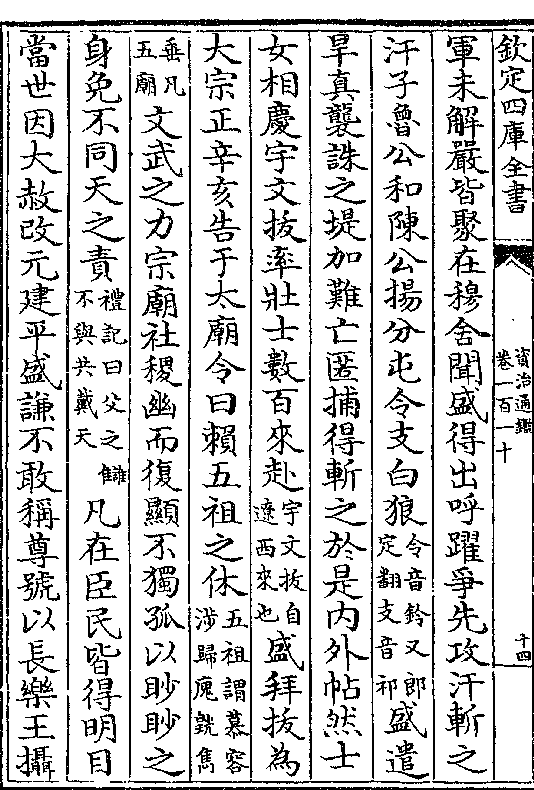 欽定四庫全書
資治通鑑
卷一百一十
十四
軍未解嚴皆聚在穆舍聞盛得出呼躍爭先攻汗斬之
汗子魯公和陳公揚分屯令支白狼令音鈴又郎定翻支音祁盛遣
旱真襲誅之堤加難亡匿捕得斬之於是内外帖然士
女相慶宇文拔率壯士數百來赴宇文拔自遼西來也盛拜拔為
大宗正辛亥告于太廟令曰賴五祖之休五祖謂慕容涉歸廆皝雋
垂凡五廟文武之力宗廟社稷幽而復顯不獨孤以眇眇之
身免不同天之責禮記曰父之讎不與共戴天凡在臣民皆得明目
當世因大赦改元建平盛謙不敢稱尊號以長樂王攝